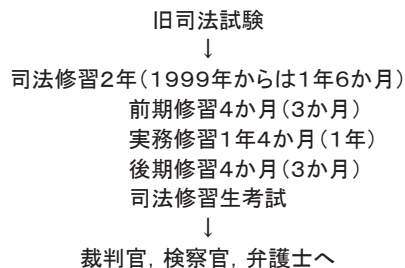 旧司法試験
↓
司法修習2年(1999年からは1年6か月)
前期修習4か月(3か月)
実務修習1年4か月(1年)
後期修習4か月(3か月)
司法修習生考試
↓
裁判官，検察官，弁護士へ